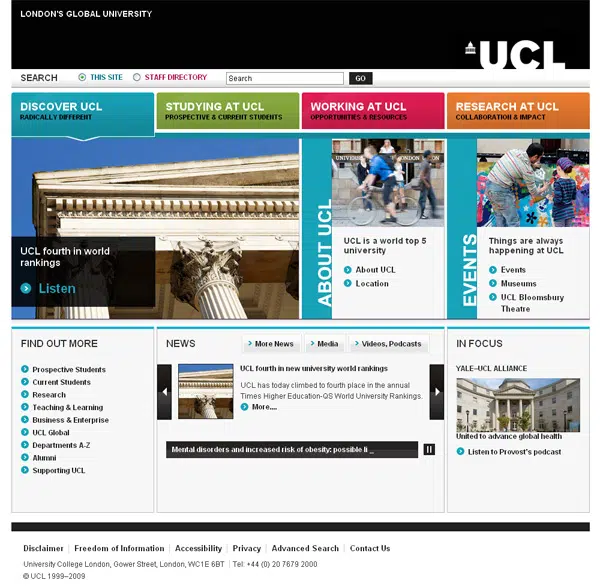 LONDON'S GLOBAL UNIVERSITY
UCL
SEARCH
THIS SITE
STAFF DIRECTORY
Search
GO
DISCOVER UCL
RADICALLY DIFFERENT
STUDYING AT UCL
PROSPECTIVE & CURRENT STUDENTS
WORKING AT UCL
OPPORTUNITIES & RESOURCES
RESEARCH AT UCL
COLLABORATION & IMPACT
UCL fourth in world
rankings
Listen
ABOUT UCL
UCL is a world top 5
university
About UCL
Location
EVENTS
Things are always
happening at UCL
Events
Museums
UCL Bloomsbury
Theatre
FIND OUT MORE
Prospective Students
Current Students
Research
Teaching & Learning
Business & Enterprise
UCL Global
Departments A-Z
Alumni
Supporting UCL
NEWS
More News
Media
Videos, Podcasts
UCL fourth in new university world rankings
UCL has today climbed to fourth place in the annual
Times Higher Education-QS World University Rankings.
More....
Mental disorders and increased risk of obesity: possible li _
IN FOCUS
YALE–UCL ALLIANCE
United to advance global health
Listen to Provost's podcast
Disclaimer | Freedom of Information | Accessibility | Privacy | Advanced Search | Contact Us
University College London, Gower Street, London, WC1E 6BT | Tel: +44 (0) 20 7679 2000
© UCL 1999–2009